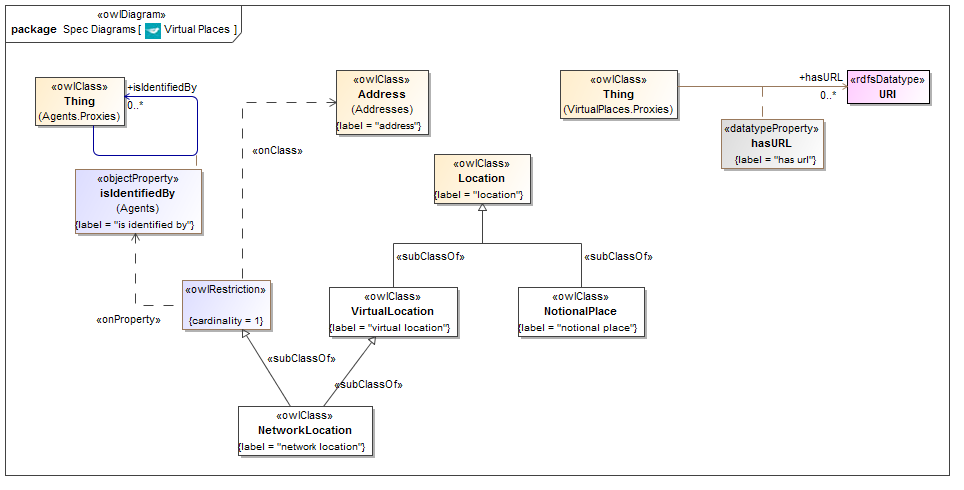 «owlDiagram»
package Spec Diagrams [ Virtual Places ]
«owlClass»
Thing
(Agents.Proxies)
+isIdentifiedBy
0..*
«owlClass»
Address
(Addresses)
{label = "address"}
«owlClass»
Thing
(VirtualPlaces.Proxies)
+hasURL
0..*
«rdfsDatatype»
URI
«datatypeProperty»
hasURL
{label = "has url"}
«onClass»
«owlClass»
Location
{label = "location"}
«objectProperty»
isIdentifiedBy
(Agents)
{label = "is identified by"}
«subClassOf»
«subClassOf»
«owlRestriction»
{cardinality = 1}
«onProperty»
«owlClass»
VirtualLocation
{label = "virtual location"}
«owlClass»
NotionalPlace
{label = "notional place"}
«subClassOf»
«subClassOf»
«owlClass»
NetworkLocation
{label = "network location"}